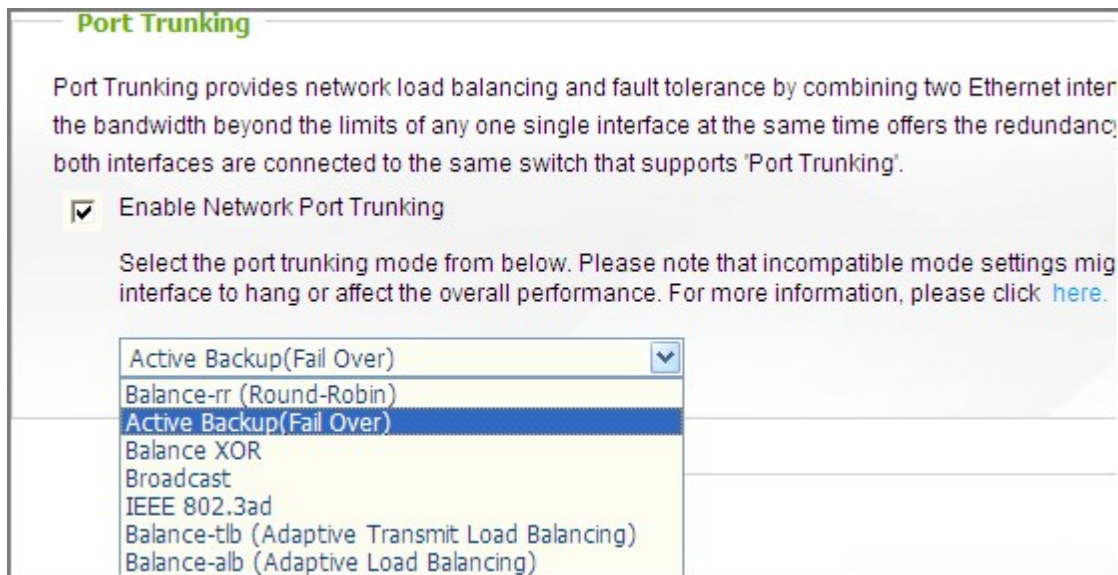 Port Trunking
Port Trunking provides network load balancing and fault tolerance by combining two Ethernet
the bandwidth beyond the limits of any one single interface at the same time offers the
both interfaces are connected to the same switch that supports 'Port Trunking'.
Enable Network Port Trunking
Select the port trunking mode from below. Please note that incompatible mode settings
interface to hang or affect the overall performance. For more information, please click here.
Active Backup(Fail Over)
Balance-rr (Round-Robin)
Active Backup(Fail Over)
Balance XOR
Broadcast
IEEE 802.3ad
Balance-tlb (Adaptive Transmit Load Balancing)
Balance-alb (Adaptive Load Balancing)